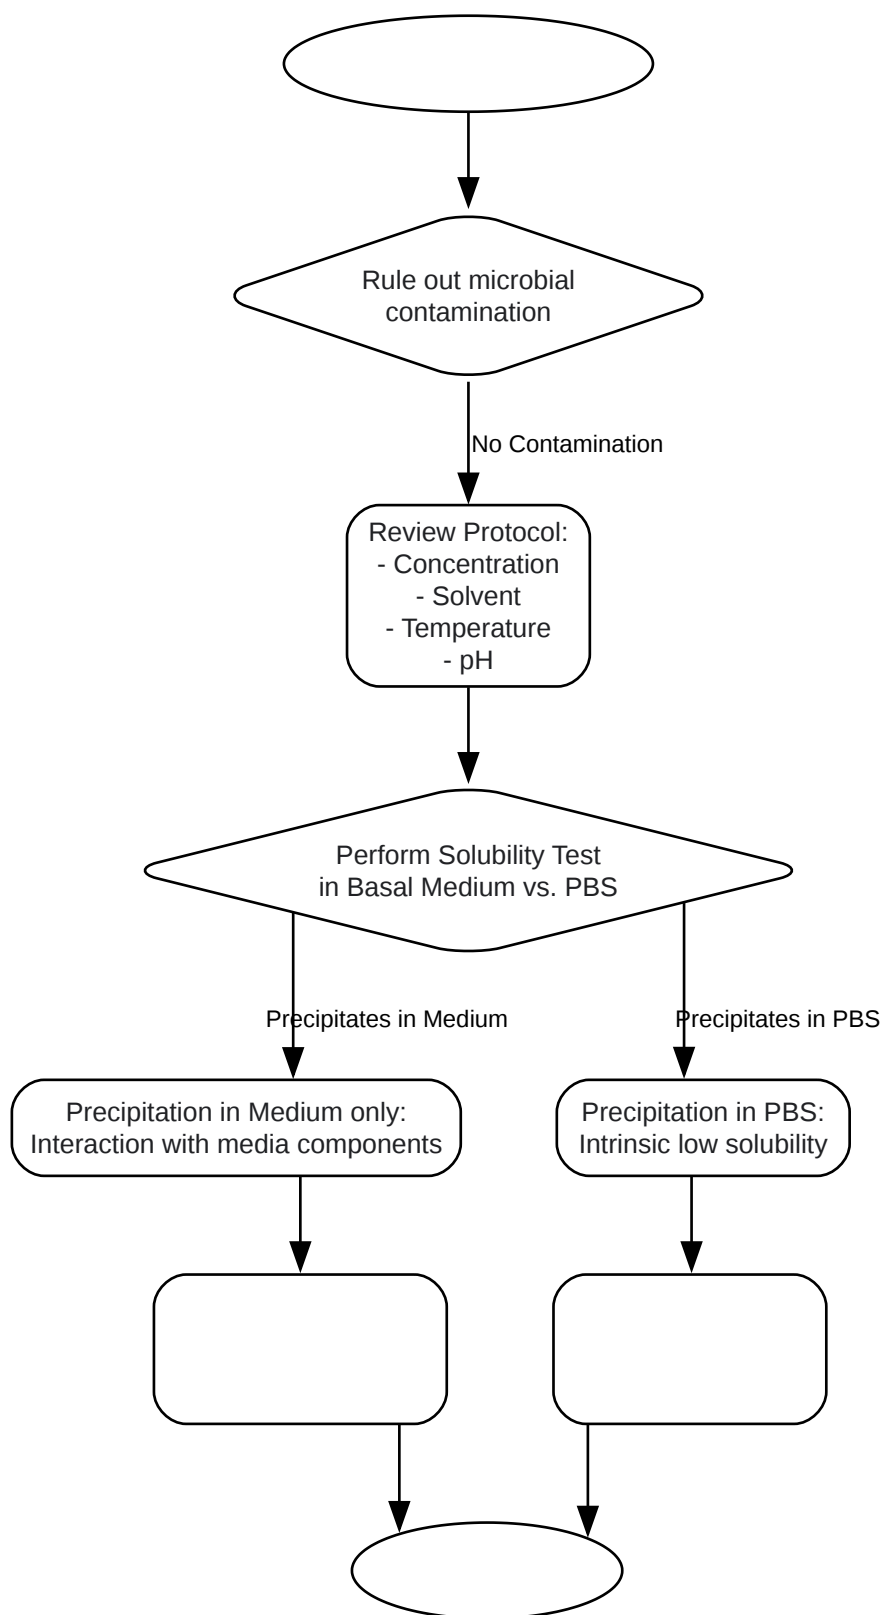 Rule out microbial
contamination
No Contamination
Review Protocol:
- Concentration
- Solvent
- Temperature
- pH
Perform Solubility Test
in Basal Medium vs. PBS
Precipitates in Medium
Precipitates in PBS
Precipitation in Medium only:
Interaction with media components
Precipitation in PBS:
Intrinsic low solubility